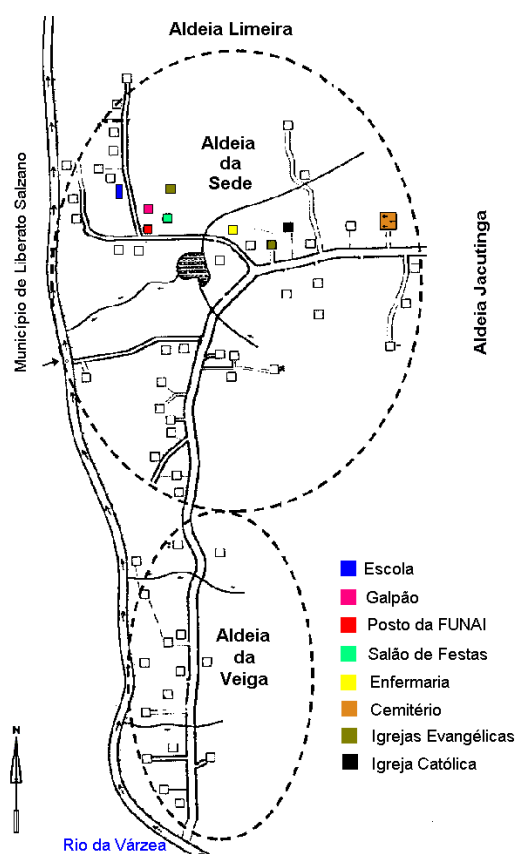 Aldeia Limeira
Aldeia
da
Sede
Município de Liberato Salzano
Aldeia Jacutinga
Escola
Galpão
Posto da FUNAI
Salão de Festas
Enfermaria
Cemitério
Igrejas Evangélicas
Igreja Católica
Aldeia
da
Veiga
N
Rio da Várzea